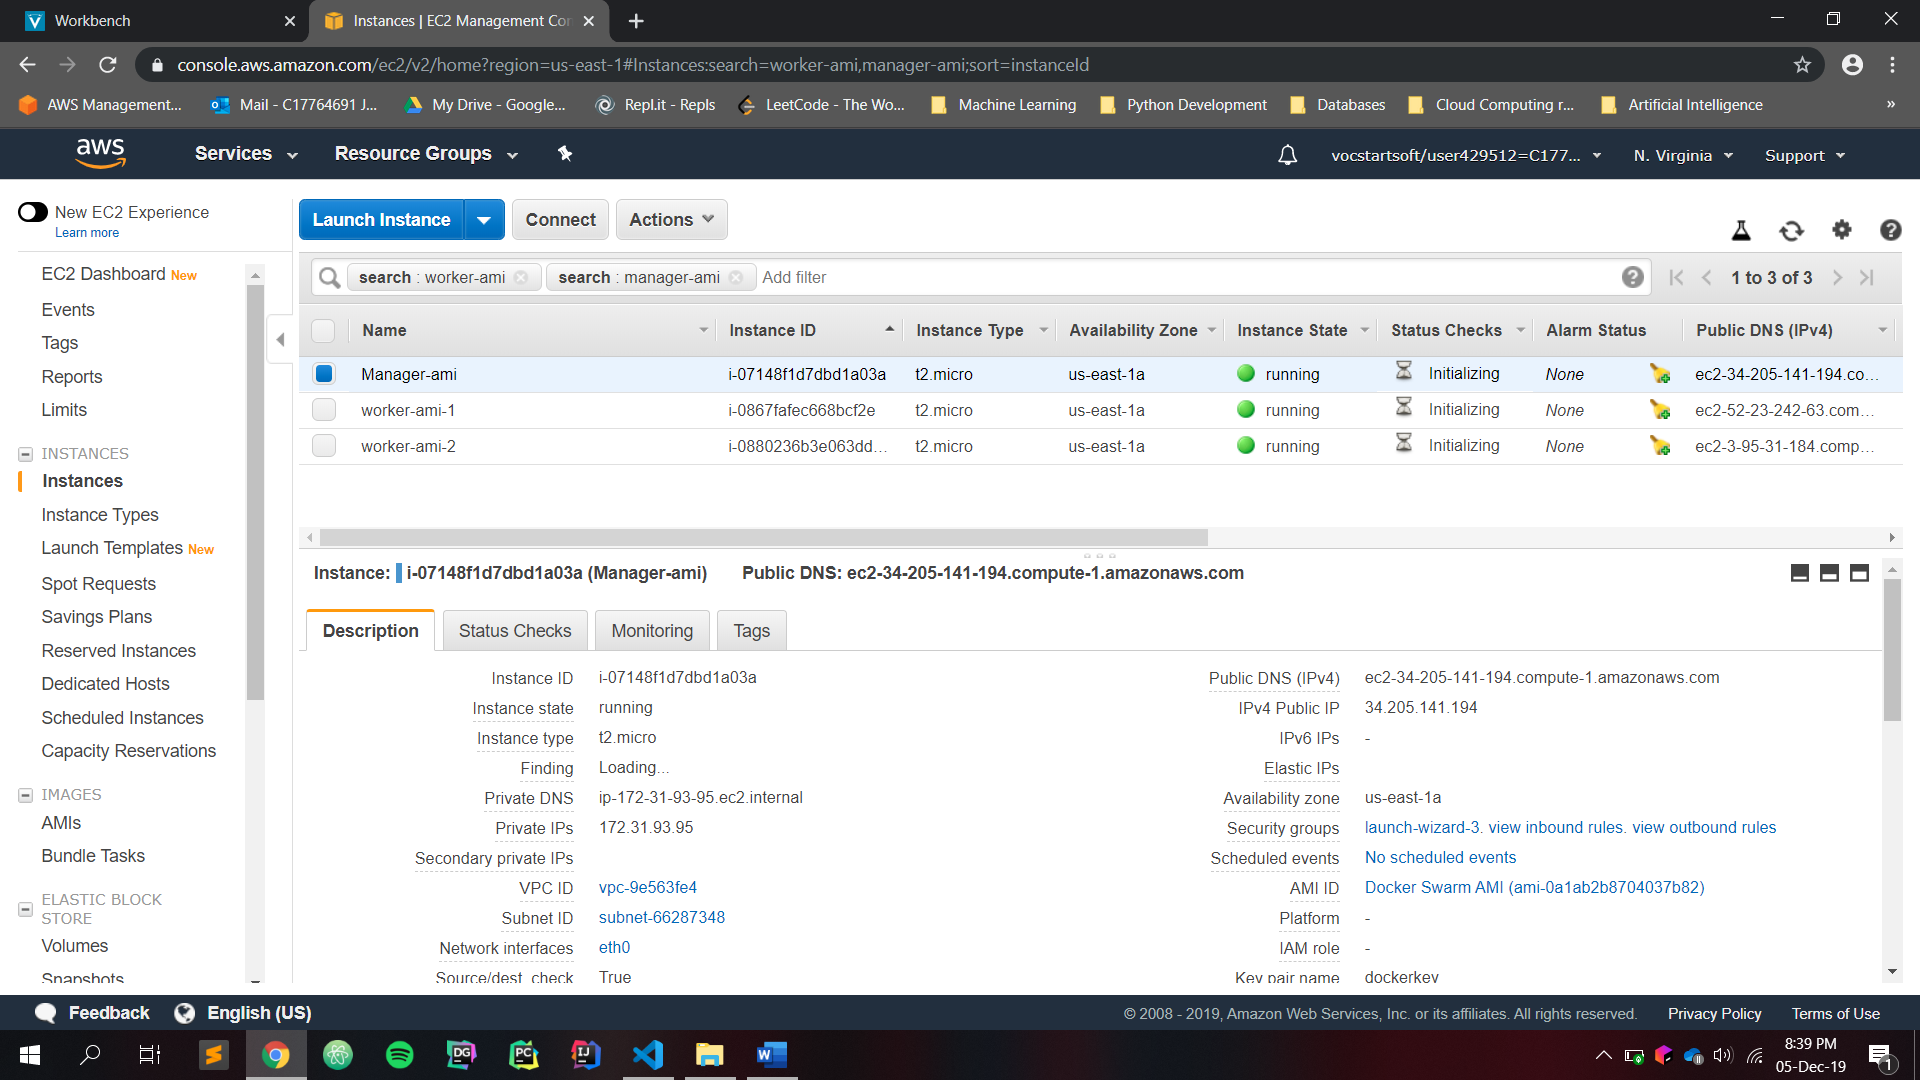 Workbench
Instances | EC2 Management Con
console.aws.amazon.com/ec2/v2/home?region=us-east-1#Instances:search=worker-ami,manager-ami;sort=instanceId
AWS Management... Mail - C17764691 J... My Drive - Google... Repl.it - Repls LeetCode - The Wo... Machine Learning Python Development Databases Cloud Computing r... Artificial Intelligence »
aws Services Resource Groups vocstartsoft/user429512=C177... N. Virginia Support
New EC2 Experience
Learn more
EC2 Dashboard New
Events
Tags
Reports
Limits
INSTANCES
Instances
Instance Types
Launch Templates New
Spot Requests
Savings Plans
Reserved Instances
Dedicated Hosts
Scheduled Instances
Capacity Reservations
IMAGES
AMIs
Bundle Tasks
ELASTIC BLOCK
STORE
Volumes
Snapshots
Launch Instance Connect Actions
search : worker-ami search : manager-ami Add filter 1 to 3 of 3
Name Instance ID Instance Type Availability Zone Instance State Status Checks Alarm Status Public DNS (IPv4)
Manager-ami i-07148f1d7dbd1a03a t2.micro us-east-1a running Initializing None ec2-34-205-141-194.co...
worker-ami-1 i-0867fafec668bcf2e t2.micro us-east-1a running Initializing None ec2-52-23-242-63.com...
worker-ami-2 i-0880236b3e063dd... t2.micro us-east-1a running Initializing None ec2-3-95-31-184.comp...
Instance: i-07148f1d7dbd1a03a (Manager-ami) Public DNS: ec2-34-205-141-194.compute-1.amazonaws.com
Description Status Checks Monitoring Tags
Instance ID i-07148f1d7dbd1a03a Public DNS (IPv4) ec2-34-205-141-194.compute-1.amazonaws.com
Instance state running IPv4 Public IP 34.205.141.194
Instance type t2.micro IPv6 IPs -
Finding Loading... Elastic IPs
Private DNS ip-172-31-93-95.ec2.internal Availability zone us-east-1a
Private IPs 172.31.93.95 Security groups launch-wizard-3. view inbound rules. view outbound rules
Secondary private IPs Scheduled events No scheduled events
VPC ID vpc-9e563fe4 AMI ID Docker Swarm AMI (ami-0a1ab2b8704037b82)
Subnet ID subnet-66287348 Platform -
Network interfaces eth0 IAM role -
Source/dest. check True Key pair name dockerkey
Feedback English (US) © 2008 - 2019, Amazon Web Services, Inc. or its affiliates. All rights reserved. Privacy Policy Terms of Use
8:39 PM
05-Dec-19
1